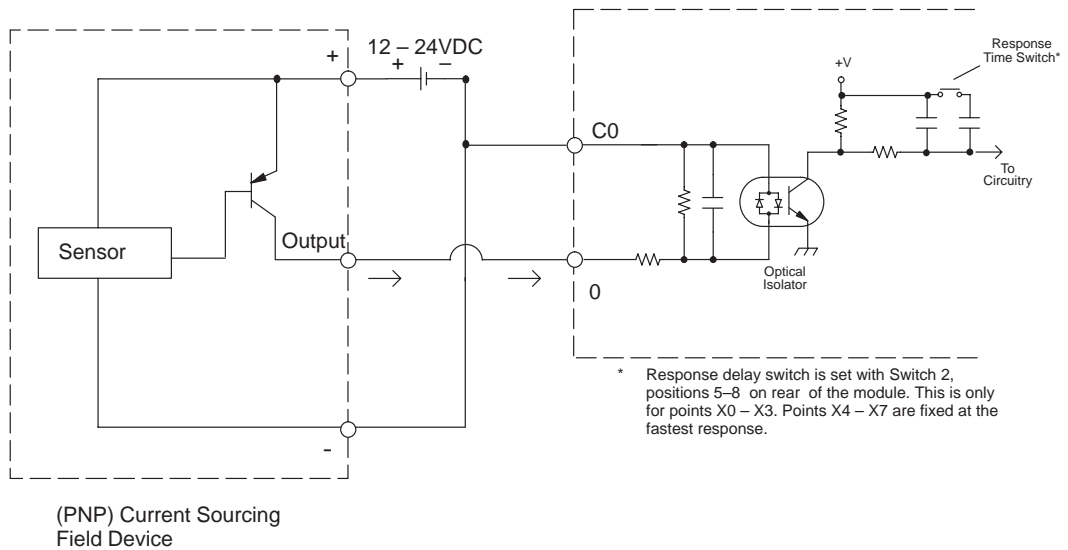 12 – 24VDC
+
+ –
Response
Time Switch*
+V
C0
To
Circuitry
Sensor
Output
Optical
Isolator
0
-
* Response delay switch is set with Switch 2,
positions 5–8 on rear of the module. This is only
for points X0 – X3. Points X4 – X7 are fixed at the
fastest response.
(PNP) Current Sourcing
Field Device